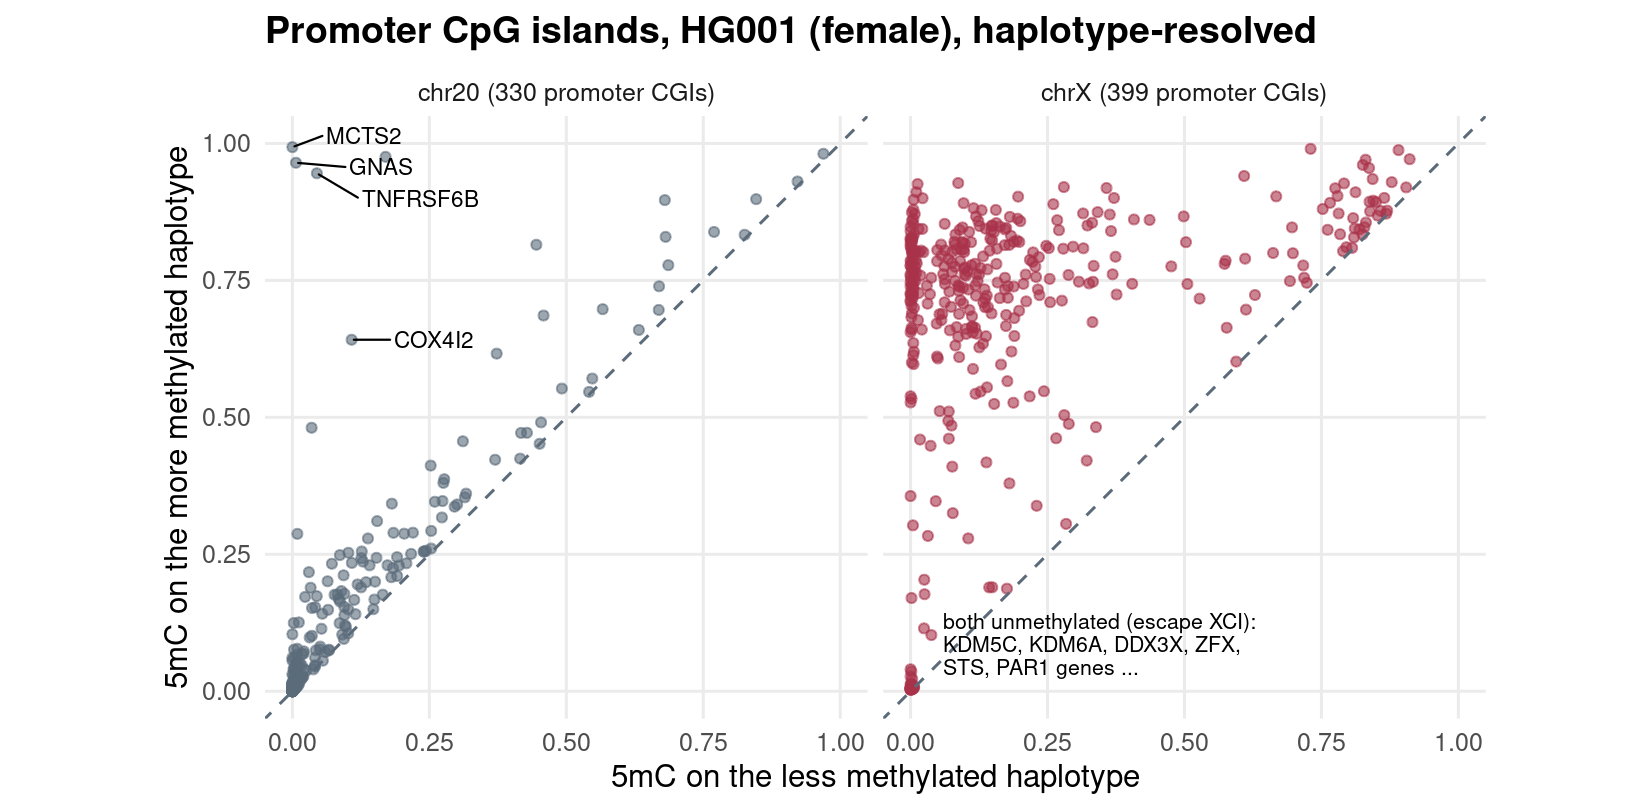 Promoter CpG islands, HG001 (female), haplotype-resolved
chr20 (330 promoter CGIs)
chrX (399 promoter CGIs)
5mC on the more methylated haplotype
1.00
0.75
0.50
0.25
0.00
MCTS2
GNAS
TNFRSF6B
COX4I2
both unmethylated (escape XCI):
KDM5C, KDM6A, DDX3X, ZFX,
STS, PAR1 genes ...
0.00 0.25 0.50 0.75 1.00
0.00 0.25 0.50 0.75 1.00
5mC on the less methylated haplotype